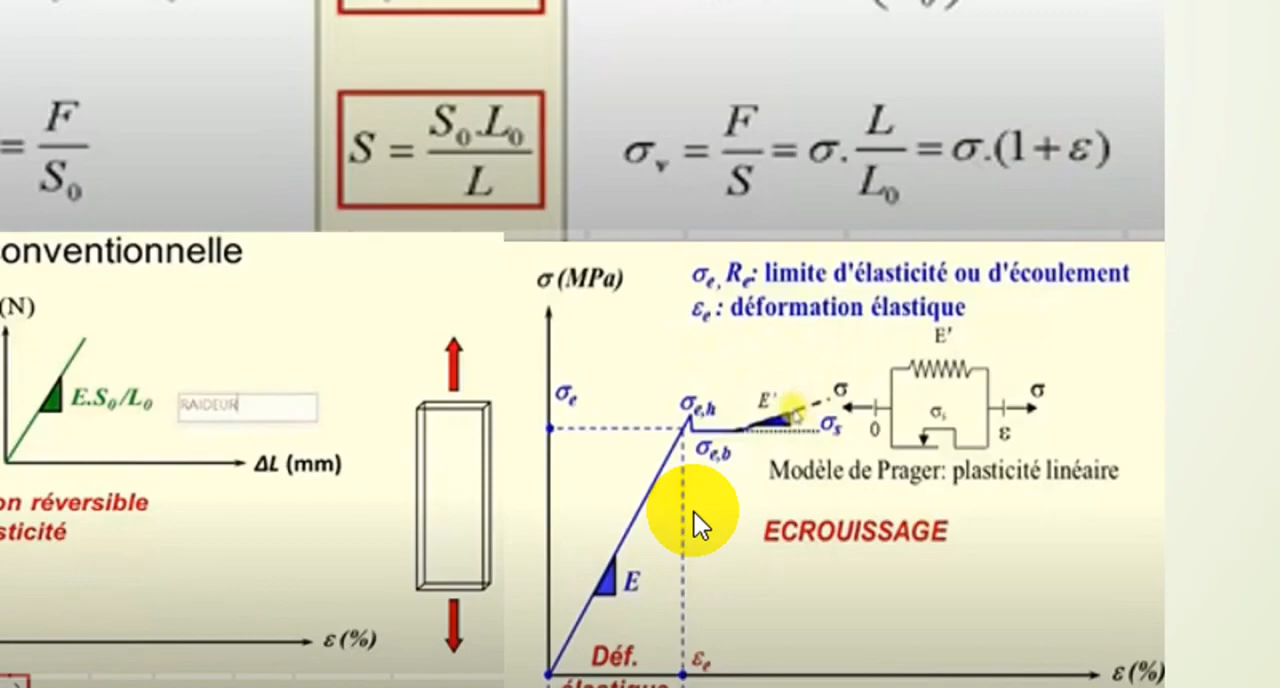 = F / S₀
S = S₀.L₀ / L
σᵥ = F / S = σ. L / L₀ = σ.(1+ε)
onventionnelle
(N)
E.S₀/L₀
RAIDEUR
ΔL (mm)
on réversible
sticité
ε (%)
σ (MPa)
σₑ, Rₑ: limite d'élasticité ou d'écoulement
εₑ : déformation élastique
E'
σₑ
σₑ,ₕ
E'
σ
σ
σₛ
0
σᵢ
ε
σₑ,b
Modèle de Prager: plasticité linéaire
ECROUISSAGE
E
Déf.
élastique
εₑ
ε (%)